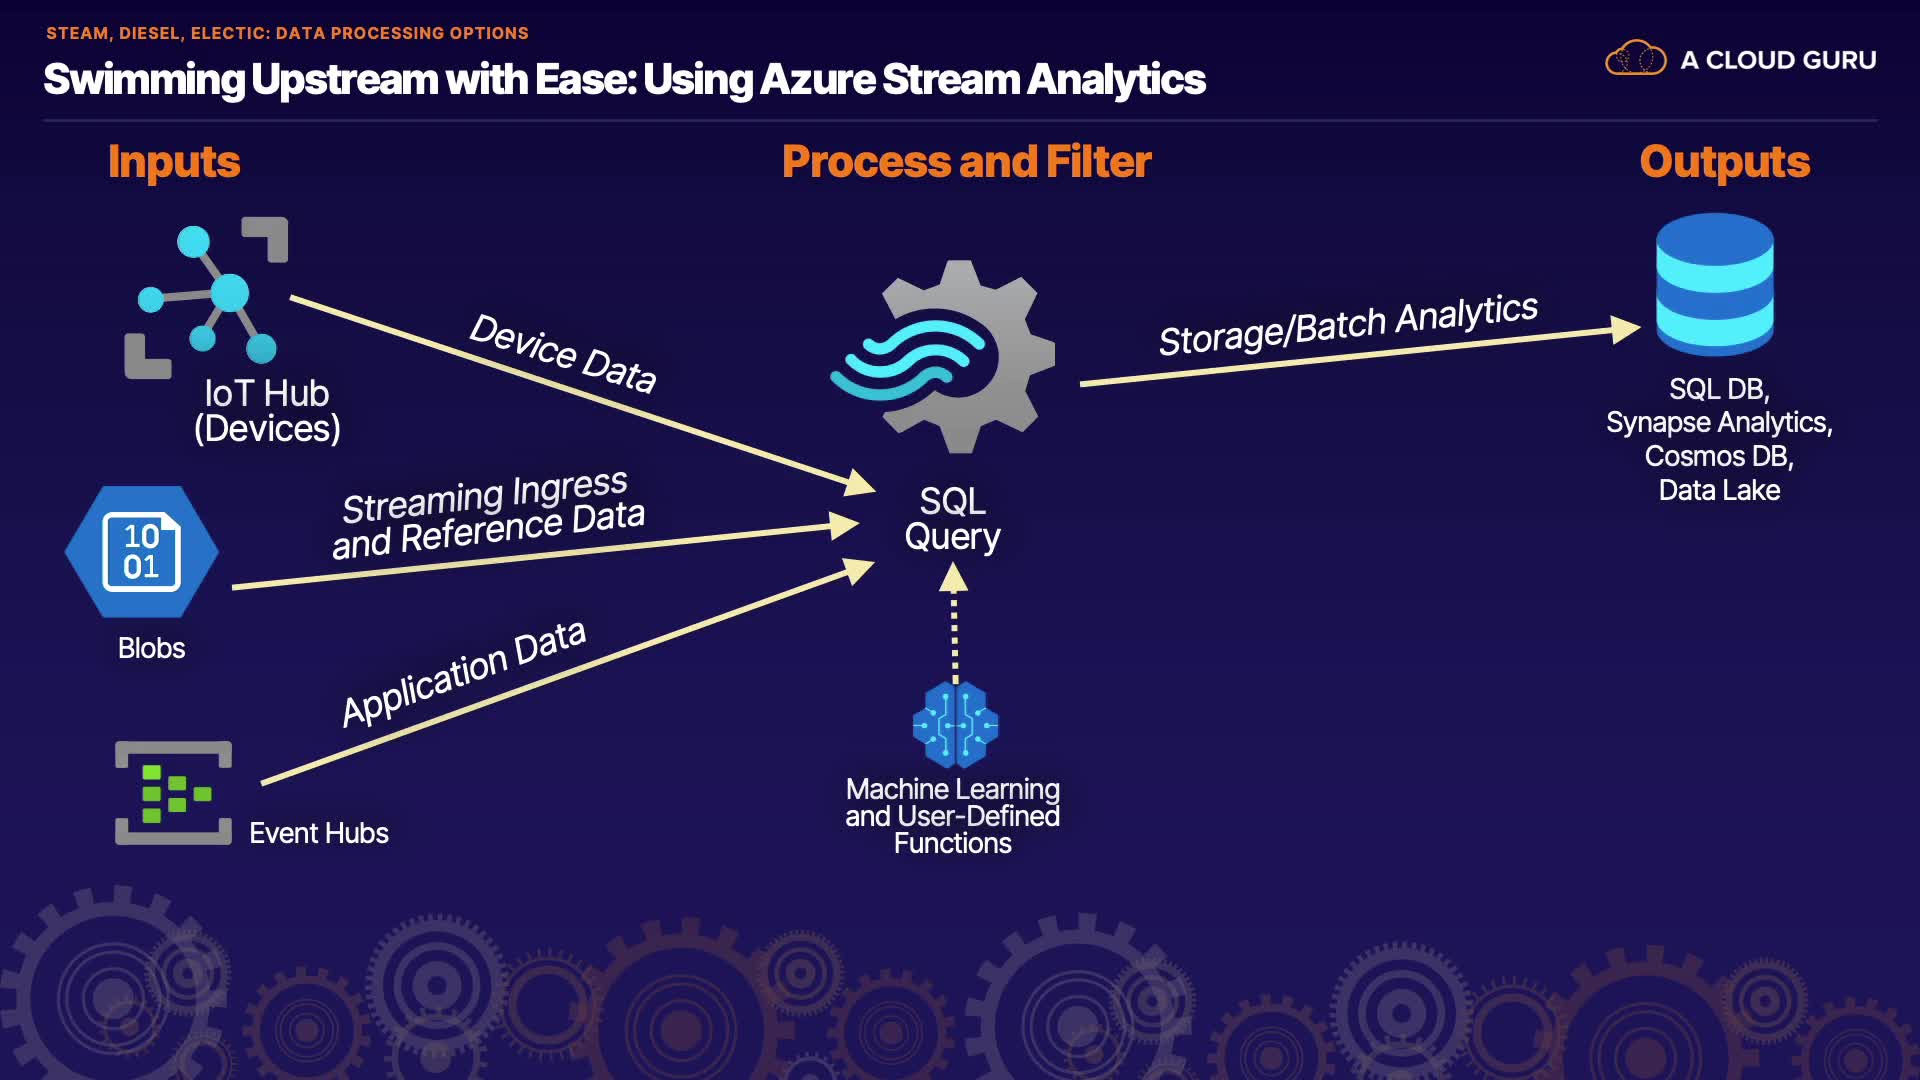 STEAM, DIESEL, ELECTIC: DATA PROCESSING OPTIONS
Swimming Upstream with Ease: Using Azure Stream Analytics
A CLOUD GURU
Inputs
Process and Filter
Outputs
IoT Hub
(Devices)
Device Data
Streaming Ingress
and Reference Data
10
01
Blobs
Application Data
Event Hubs
SQL
Query
Machine Learning
and User-Defined
Functions
Storage/Batch Analytics
SQL DB,
Synapse Analytics,
Cosmos DB,
Data Lake